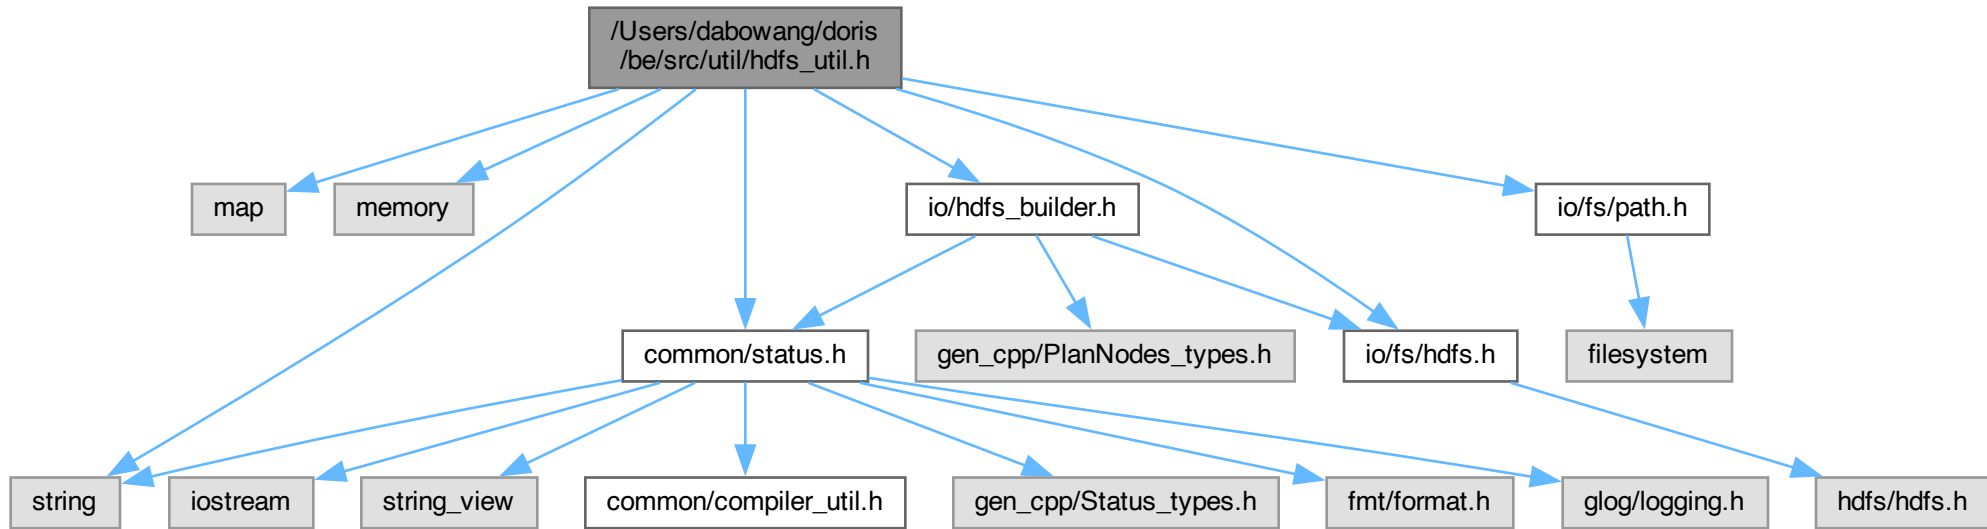 /Users/dabowang/doris
/be/src/util/hdfs_util.h
map
memory
io/hdfs_builder.h
io/fs/path.h
common/status.h
gen_cpp/PlanNodes_types.h
io/fs/hdfs.h
filesystem
string
iostream
string_view
common/compiler_util.h
gen_cpp/Status_types.h
fmt/format.h
glog/logging.h
hdfs/hdfs.h